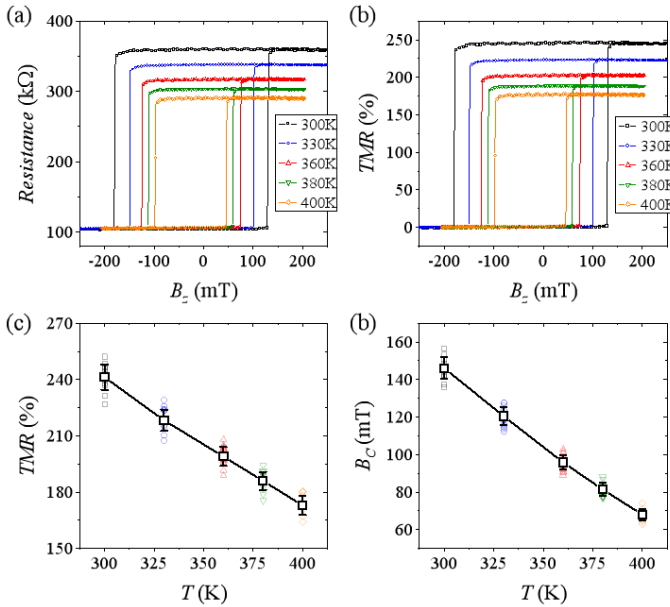 (a)
400
300
200
100
Resistance (kΩ)
-200 -100 0 100 200
B_z (mT)
300K
330K
360K
380K
400K
(b)
250
200
150
100
50
0
TMR (%)
-200 -100 0 100 200
B_z (mT)
300K
330K
360K
380K
400K
(c)
270
240
210
180
150
TMR (%)
300 325 350 375 400
T (K)
(b)
160
140
120
100
80
60
B_C (mT)
300 325 350 375 400
T (K)